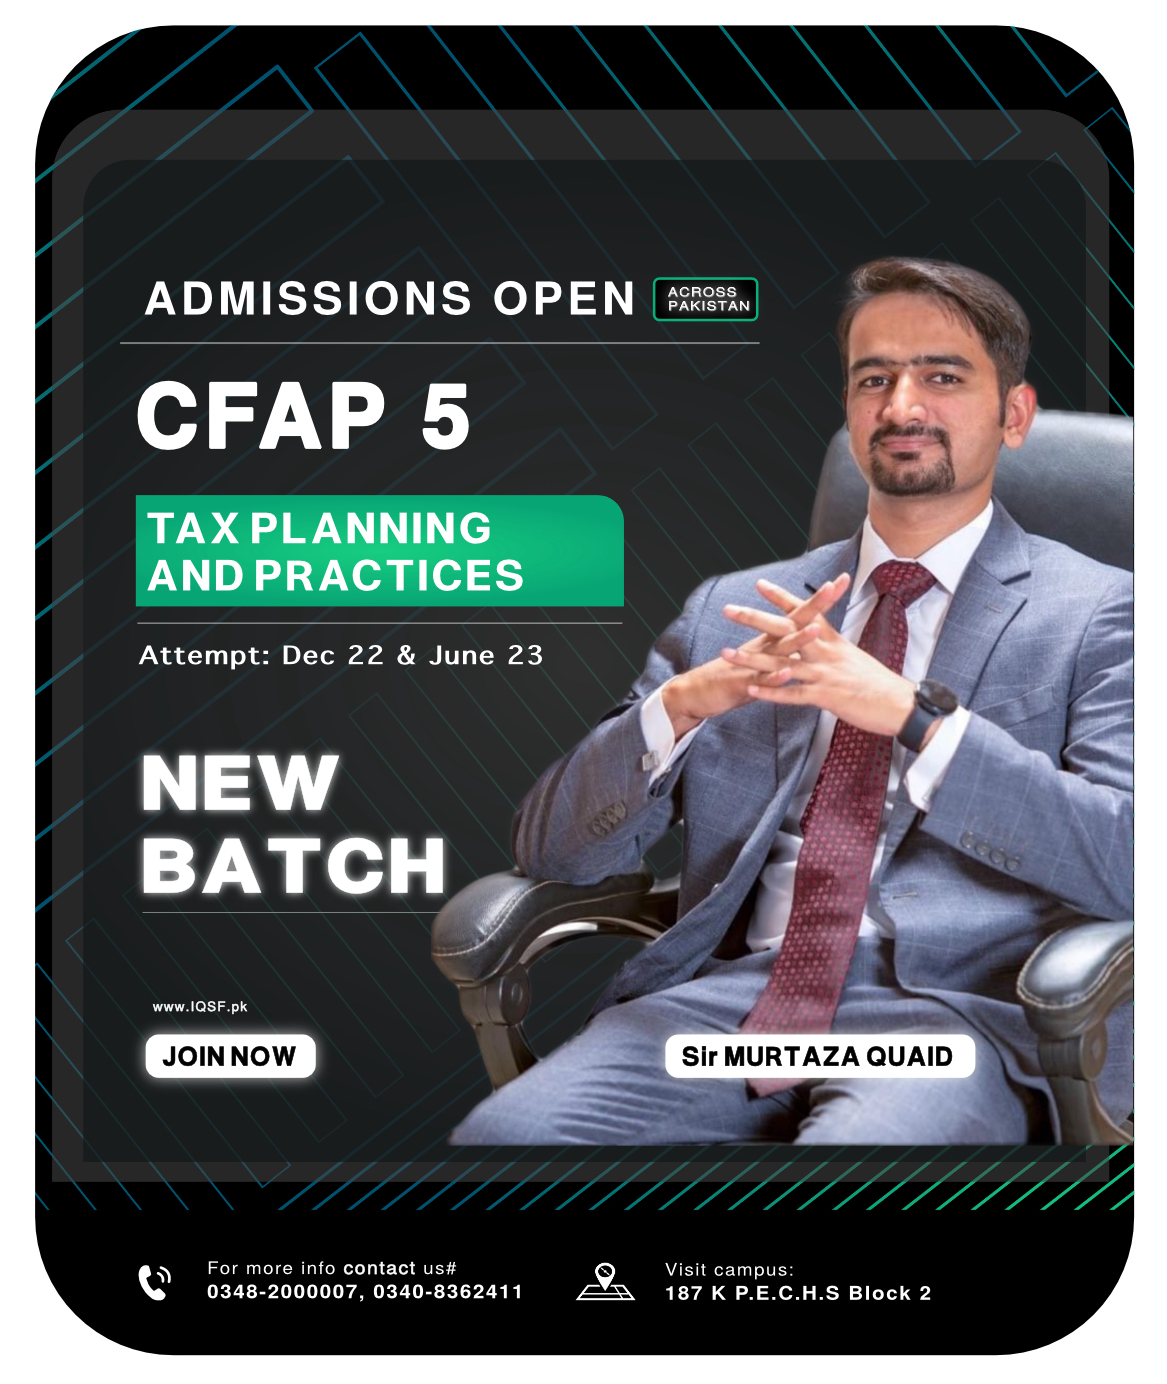 ADMISSIONS OPEN
ACROSS
PAKISTAN
CFAP 5
TAX PLANNING
AND PRACTICES
Attempt: Dec 22 & June 23
NEW
BATCH
www.IQSF.pk
JOIN NOW
Sir MURTAZA QUAID
For more info contact us#
0348-2000007, 0340-8362411
Visit campus:
187 K P.E.C.H.S Block 2